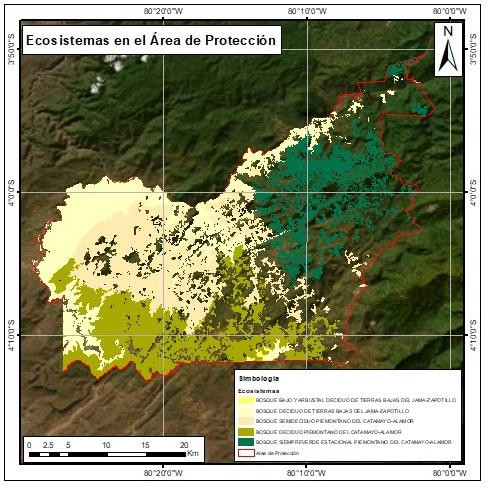 80°20'0"W 80°10'0"W 80°0'0"W
Ecosistemas en el Área de Protección
N
3°50'0"S
3°50'0"S
4°0'0"S
4°0'0"S
4°10'0"S
4°10'0"S
Simbología
Ecosistemas
BOSQUE BAJO Y ARBUSTAL DECIDUO DE TIERRAS BAJAS DEL JAMA-ZAPOTILLO
BOSQUE DECIDUO DE TIERRAS BAJAS DEL JAMA-ZAPOTILLO
BOSQUE SEMIDECIDUO PIEMONTANO DEL CATAMAYO-ALAMOR
BOSQUE DECIDUO PIEMONTANO DEL CATAMAYO-ALAMOR
BOSQUE SIEMPREVERDE ESTACIONAL PIEMONTANO DEL CATAMAYO-ALAMOR
Area de Protección
0 2.5 5 10 15 20
Km
80°20'0"W 80°10'0"W 80°0'0"W